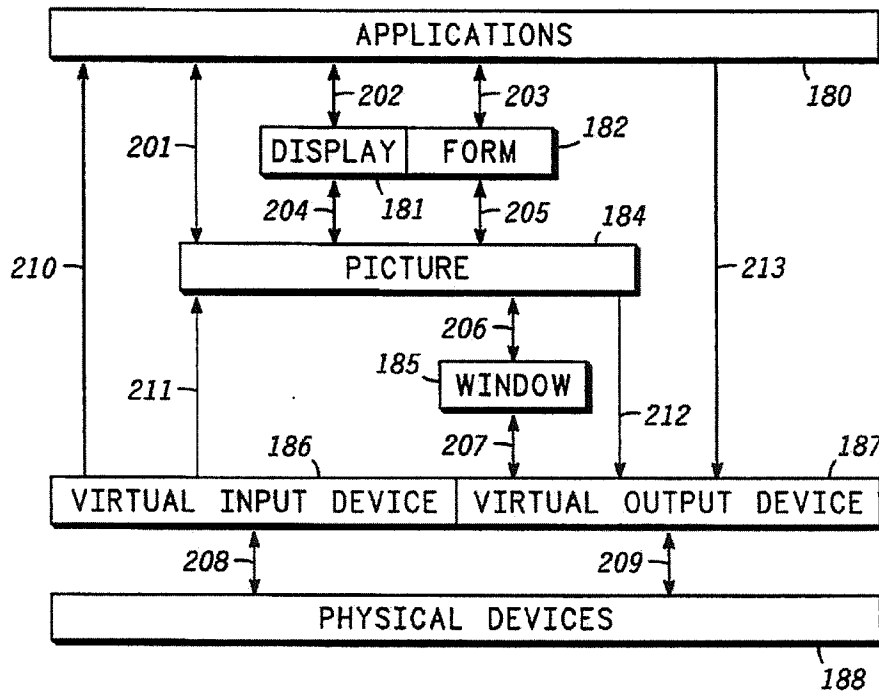 APPLICATIONS
180
202
203
201
182
DISPLAY
FORM
204
181
205
184
210
PICTURE
213
206
211
185
WINDOW
212
207
186
187
VIRTUAL INPUT DEVICE
VIRTUAL OUTPUT DEVICE
208
209
PHYSICAL DEVICES
188